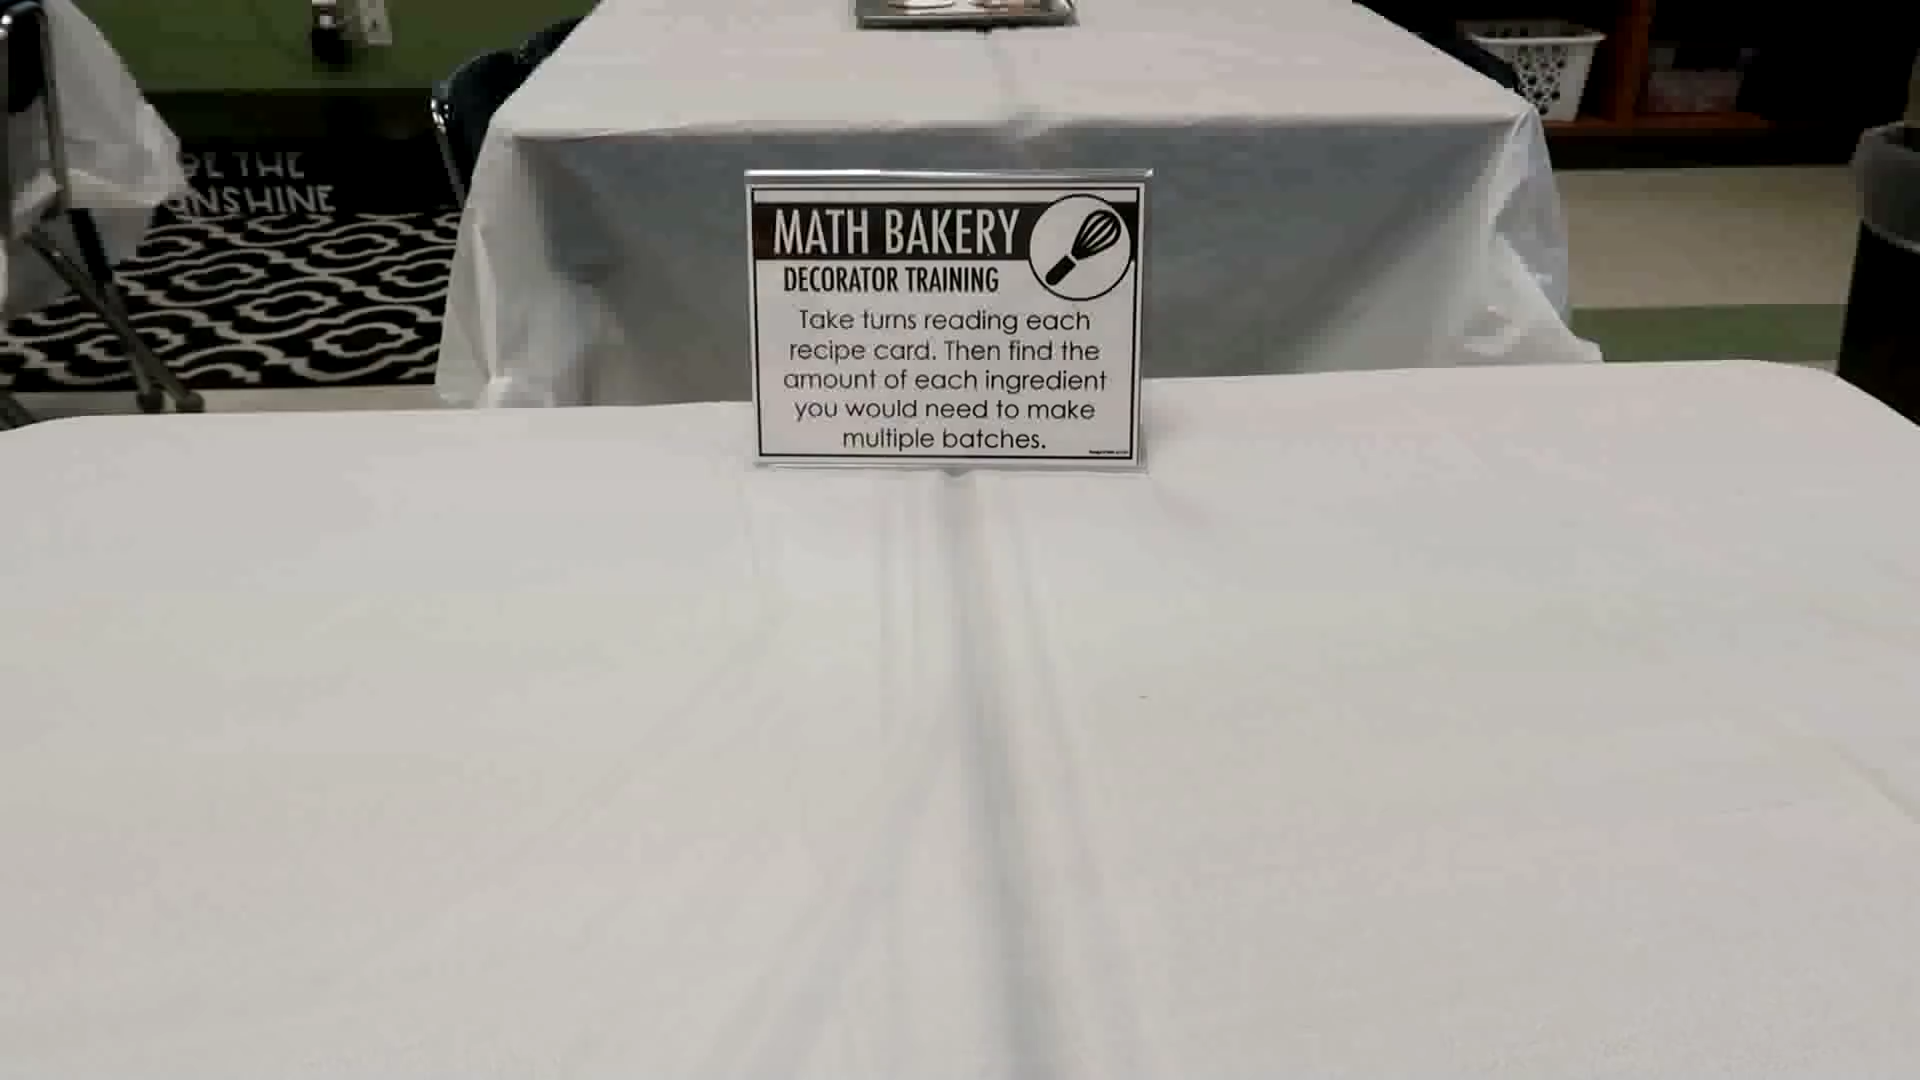 THE
MATH BAKERY
DECORATOR TRAINING
Take turns reading each
recipe card. Then find the
amount of each ingredient
you would need to make
multiple batches.